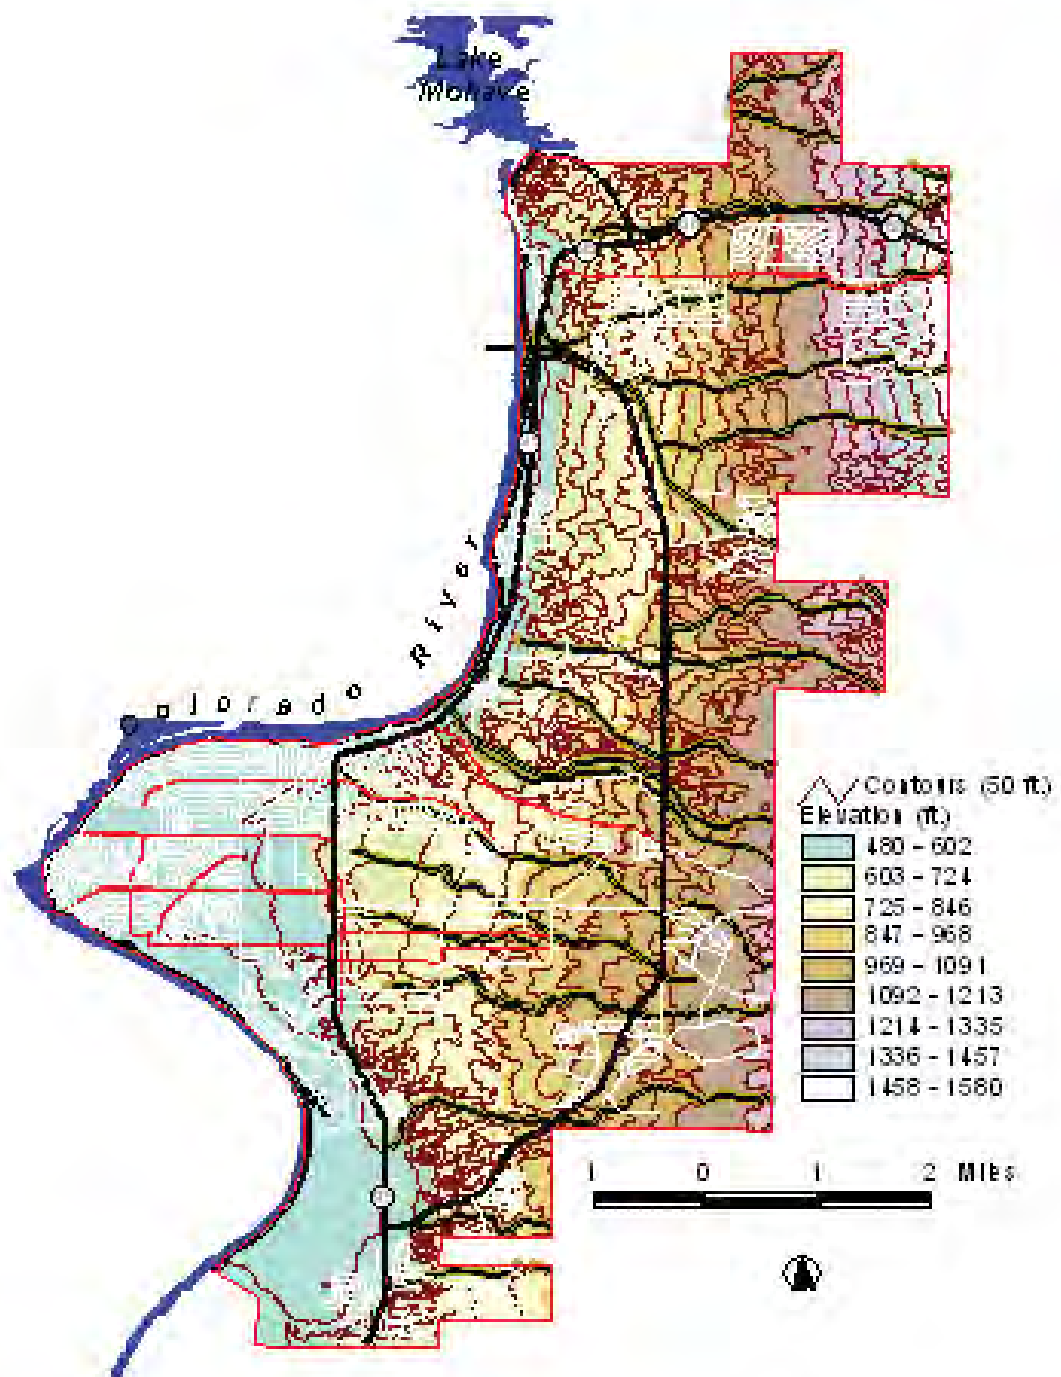 Lake
Mohave
Colorado River
Contours (50 ft.)
Elevation (ft.)
480 - 602
603 - 724
725 - 846
847 - 968
969 - 1091
1092 - 1213
1214 - 1335
1336 - 1457
1458 - 1580
1 0 1 2 Miles